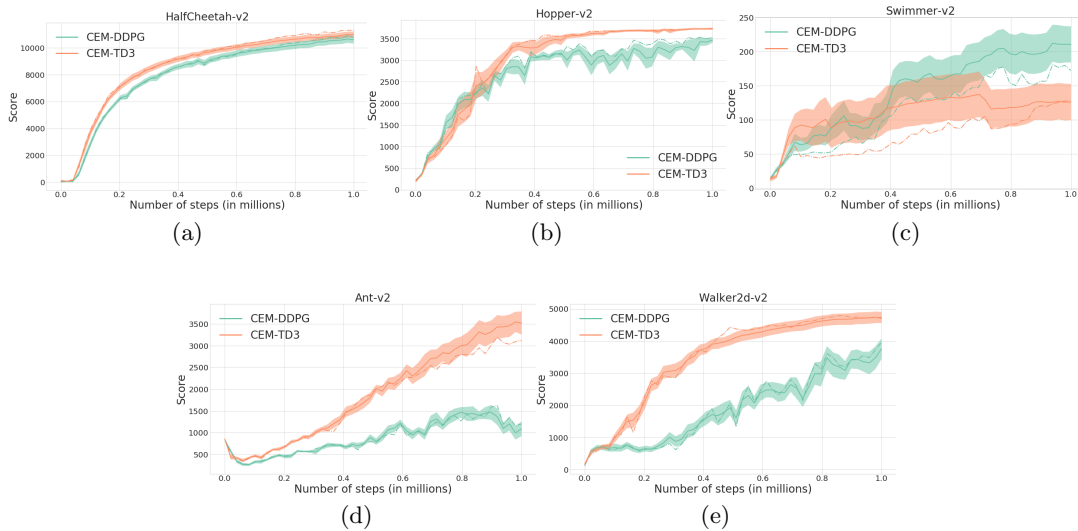 HalfCheetah-v2
CEM-DDPG
CEM-TD3
Score
10000
8000
6000
4000
2000
0
0.0 0.2 0.4 0.6 0.8 1.0
Number of steps (in millions)
(a)
Hopper-v2
CEM-DDPG
CEM-TD3
Score
4000
3500
3000
2500
2000
1500
1000
500
0
0.0 0.2 0.4 0.6 0.8 1.0
Number of steps (in millions)
(b)
Swimmer-v2
CEM-DDPG
CEM-TD3
Score
250
200
150
100
50
0
0.0 0.2 0.4 0.6 0.8 1.0
Number of steps (in millions)
(c)
Ant-v2
CEM-DDPG
CEM-TD3
Score
3500
3000
2500
2000
1500
1000
500
0.0 0.2 0.4 0.6 0.8 1.0
Number of steps (in millions)
(d)
Walker2d-v2
CEM-DDPG
CEM-TD3
Score
5000
4000
3000
2000
1000
0
0.0 0.2 0.4 0.6 0.8 1.0
Number of steps (in millions)
(e)